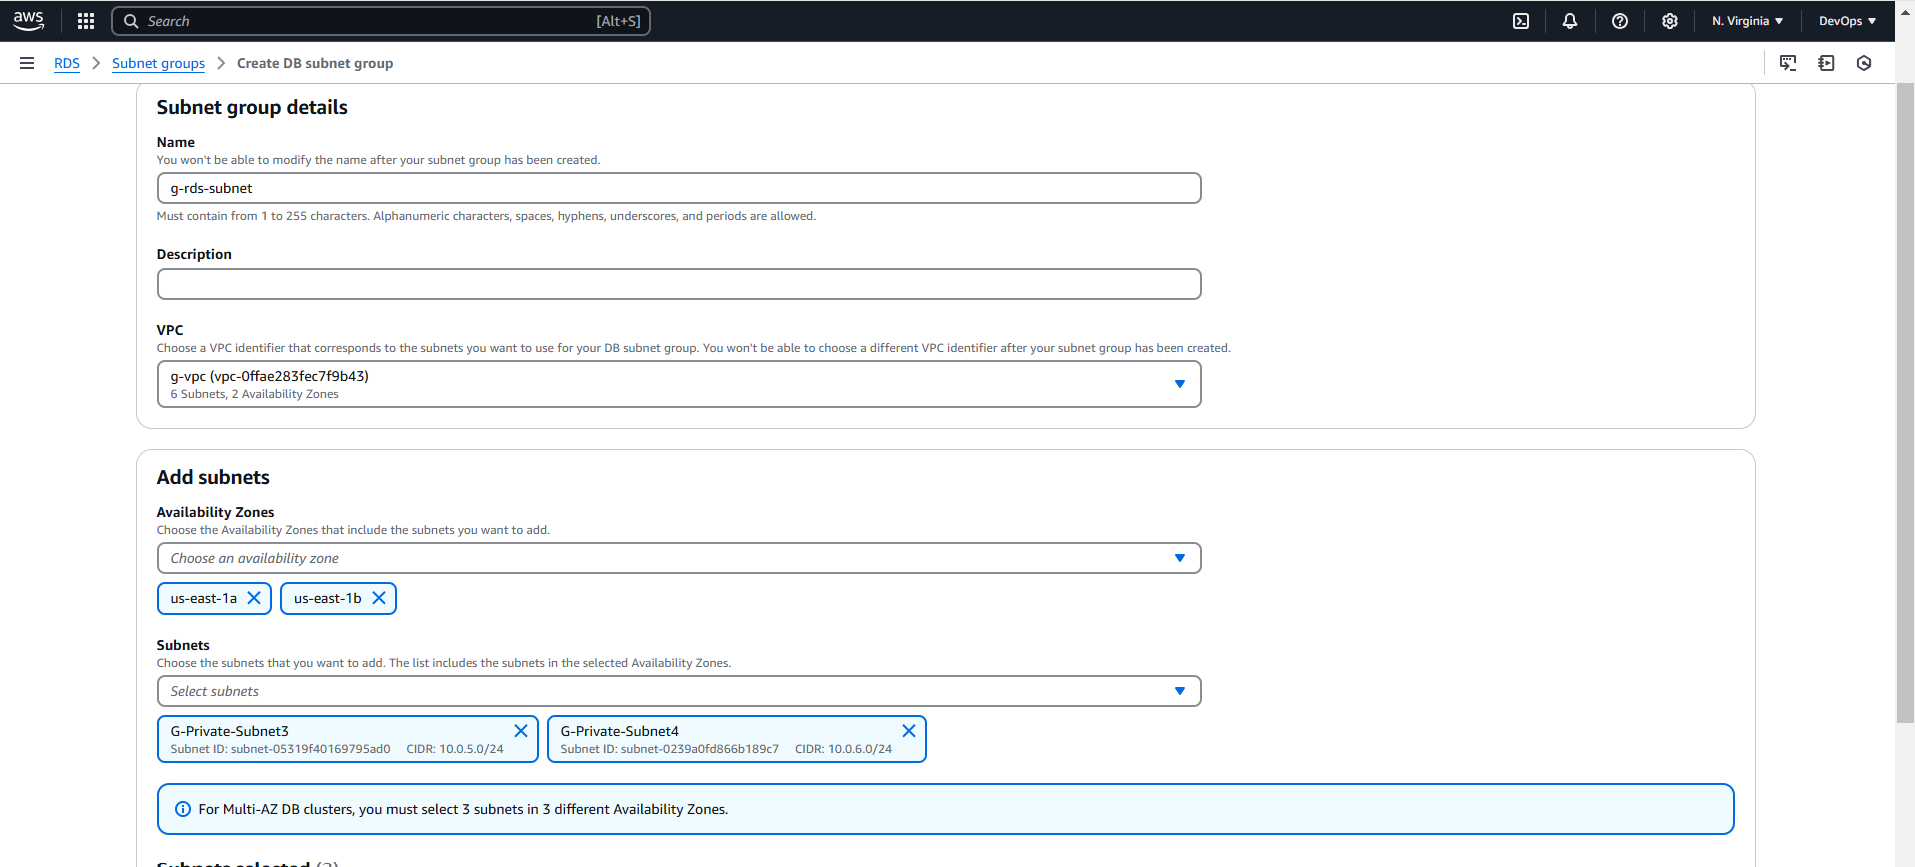 aws
Search [Alt+S]
N. Virginia
DevOps
RDS
Subnet groups
Create DB subnet group
Subnet group details
Name
You won't be able to modify the name after your subnet group has been created.
g-rds-subnet
Must contain from 1 to 255 characters. Alphanumeric characters, spaces, hyphens, underscores, and periods are allowed.
Description
VPC
Choose a VPC identifier that corresponds to the subnets you want to use for your DB subnet group. You won't be able to choose a different VPC identifier after your subnet group has been created.
g-vpc (vpc-0ffae283fec7f9b43)
6 Subnets, 2 Availability Zones
Add subnets
Availability Zones
Choose the Availability Zones that include the subnets you want to add.
Choose an availability zone
us-east-1a
us-east-1b
Subnets
Choose the subnets that you want to add. The list includes the subnets in the selected Availability Zones.
Select subnets
G-Private-Subnet3
Subnet ID: subnet-05319f40169795ad0 CIDR: 10.0.5.0/24
G-Private-Subnet4
Subnet ID: subnet-0239a0fd866b189c7 CIDR: 10.0.6.0/24
For Multi-AZ DB clusters, you must select 3 subnets in 3 different Availability Zones.
Subnets selected (2)